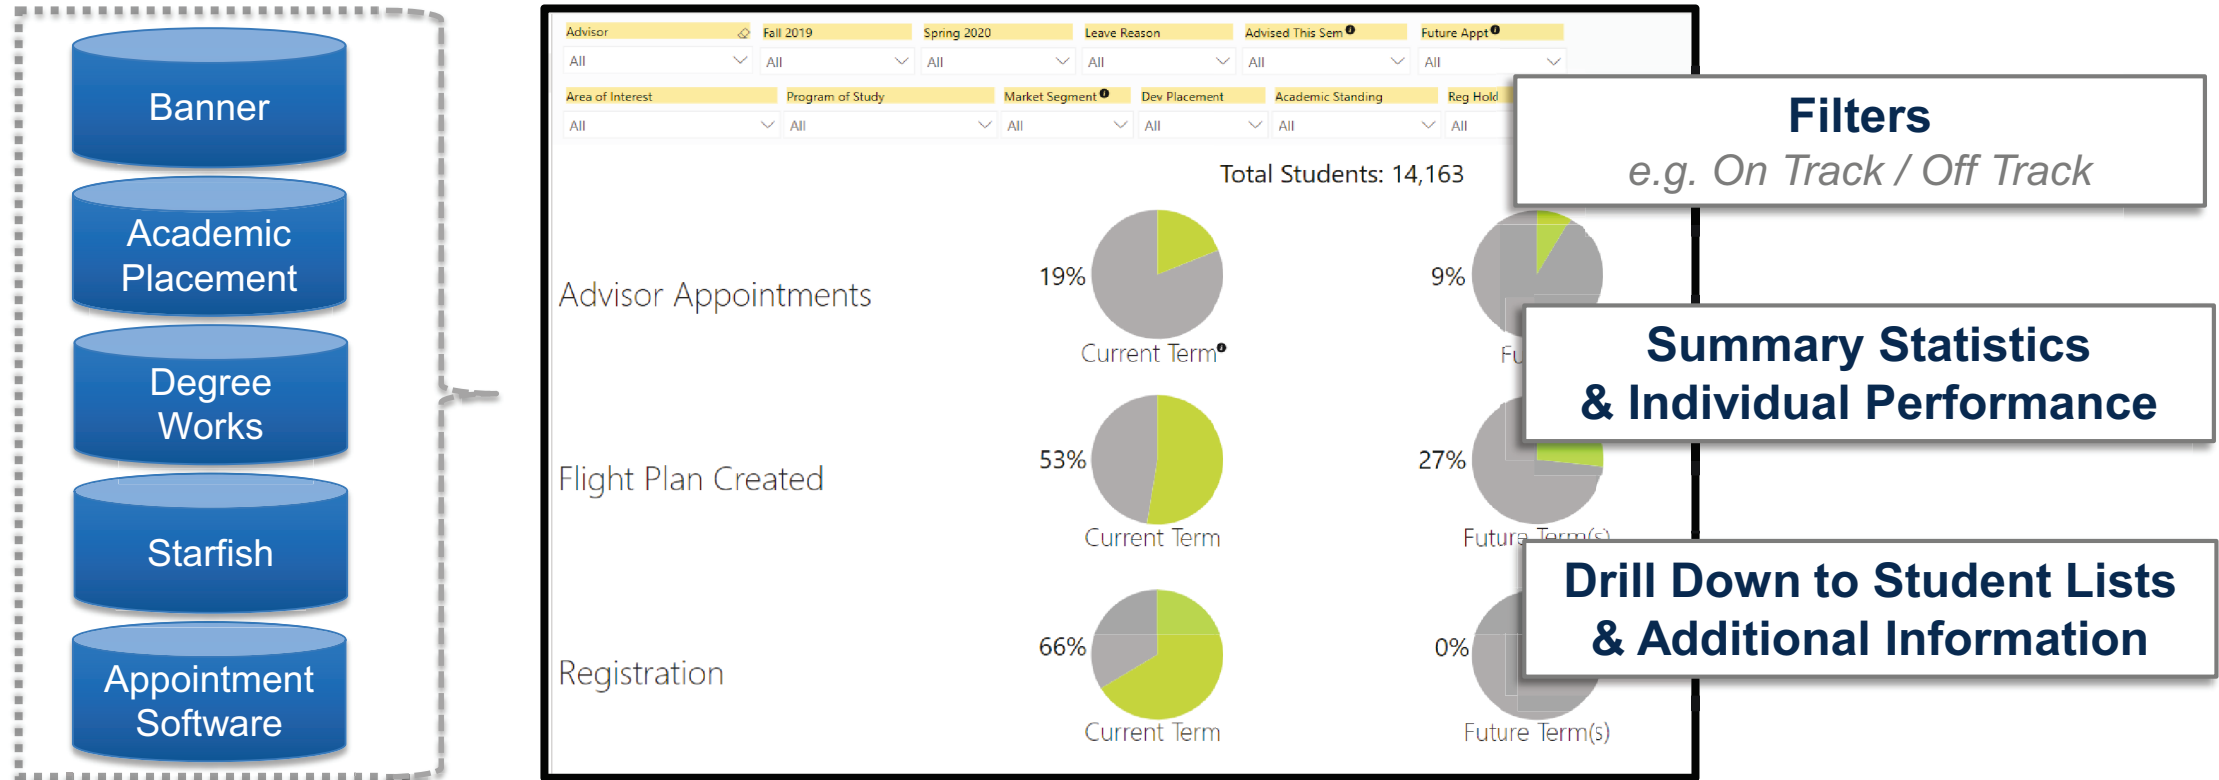 Banner
Academic
Placement
Degree
Works
Starfish
Appointment
Software
Advisor Fall 2019 Spring 2020 Leave Reason Advised This Sem Future Appt
All All All All All All
Area of Interest Program of Study Market Segment Dev Placement Academic Standing Reg Hold
All All All All All All
Total Students: 14,163
Advisor Appointments
19%
Current Term
9%
Flight Plan Created
53%
Current Term
27%
Future Term(s)
Registration
66%
Current Term
0%
Future Term(s)
Filters
e.g. On Track / Off Track
Summary Statistics
& Individual Performance
Drill Down to Student Lists
& Additional Information